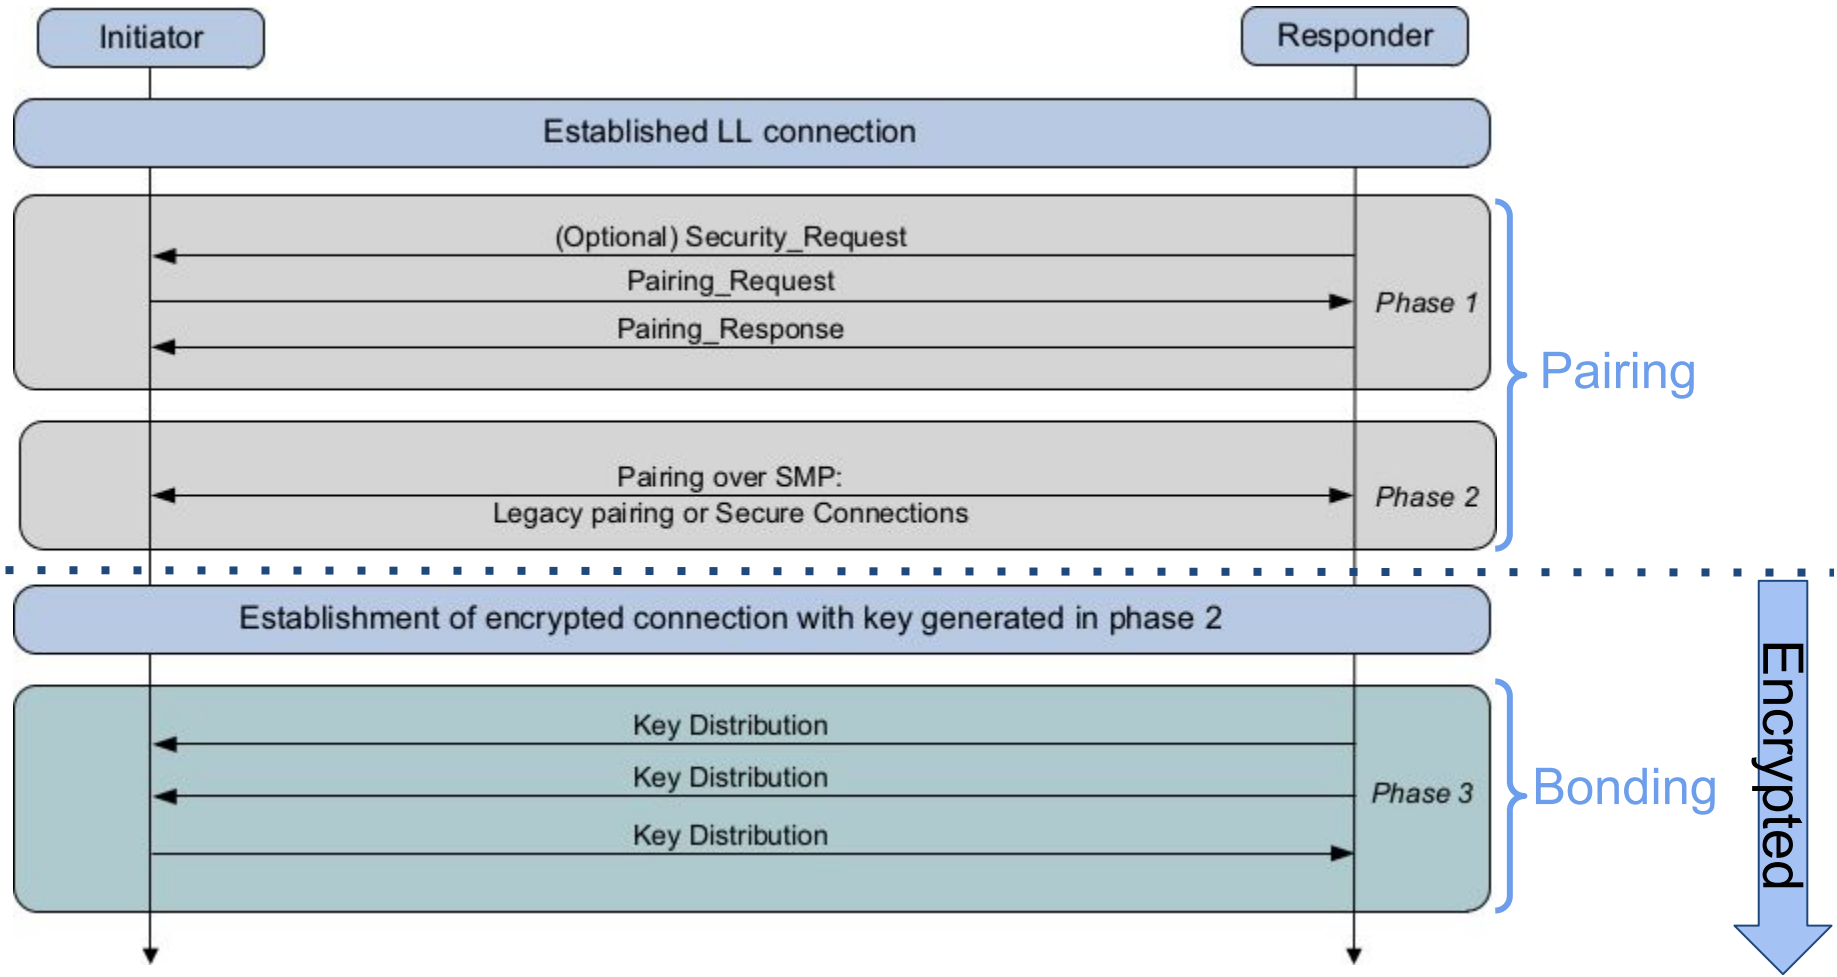 Initiator
Responder
Established LL connection
(Optional) Security_Request
Pairing_Request
Phase 1
Pairing_Response
Pairing
Pairing over SMP:
Phase 2
Legacy pairing or Secure Connections
Establishment of encrypted connection with key generated in phase 2
Encrypted
Key Distribution
Key Distribution
Phase 3
Bonding
Key Distribution